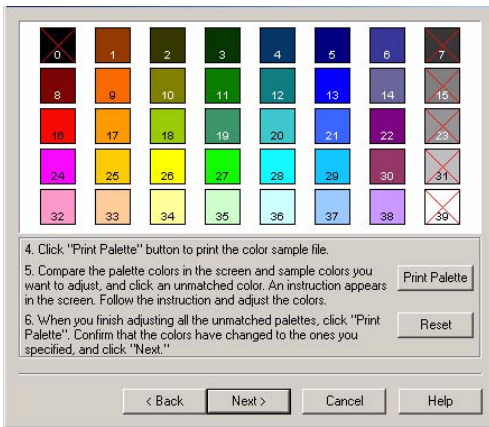 0 1 2 3 4 5 6 7
8 9 10 11 12 13 14 15
16 17 18 19 20 21 22 23
24 25 26 27 28 29 30 31
32 33 34 35 36 37 38 39
4. Click "Print Palette" button to print the color sample file.
5. Compare the palette colors in the screen and sample colors you
want to adjust, and click an unmatched color. An instruction appears
in the screen. Follow the instruction and adjust the colors.
Print Palette
6. When you finish adjusting all the unmatched palettes, click "Print
Palette". Confirm that the colors have changed to the ones you
specified, and click "Next."
Reset
< Back Next > Cancel Help